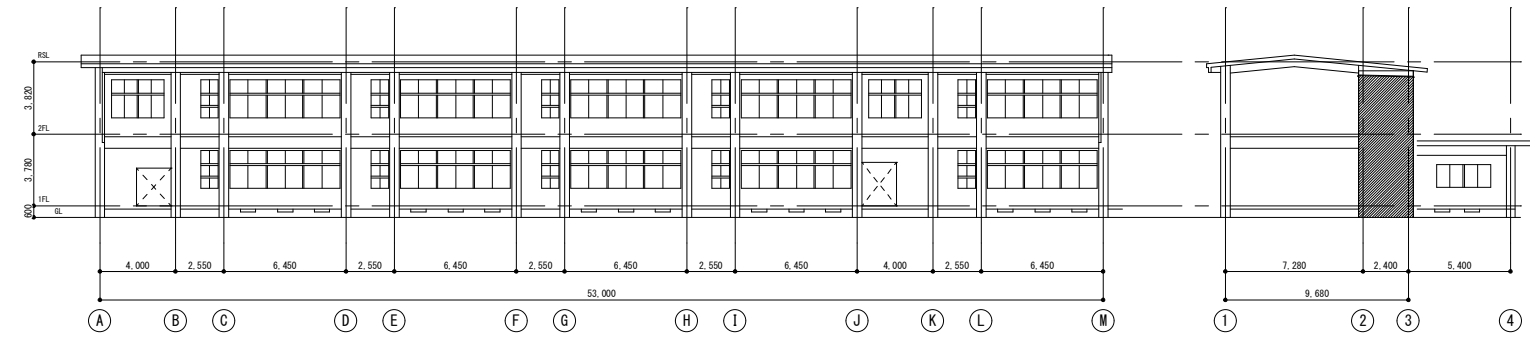 RSL
3,820
2FL
3,780
1FL
600
GL
4,000 2,550 6,450 2,550 6,450 2,550 6,450 2,550 6,450 4,000 2,550 6,450 7,280 2,400 5,400
53,000 9,680
A B C D E F G H I J K L M 1 2 3 4